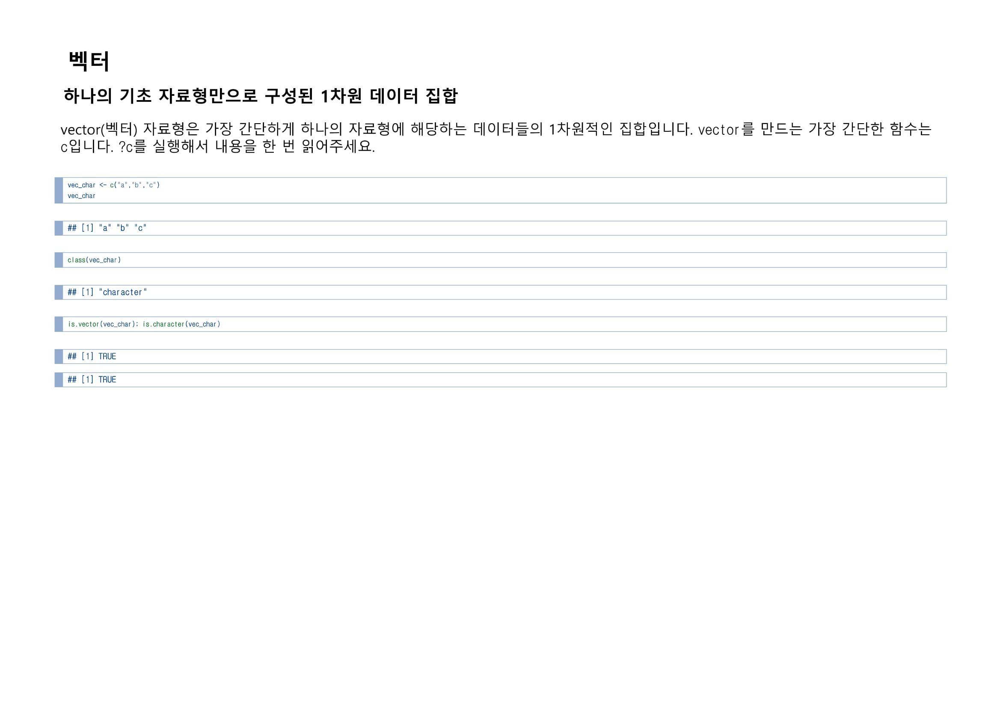 벡터
하나의 기초 자료형만으로 구성된 1차원 데이터 집합
vector(벡터) 자료형은 가장 간단하게 하나의 자료형에 해당하는 데이터들의 1차원적인 집합입니다. vector를 만드는 가장 간단한 함수는
c입니다. ?c를 실행해서 내용을 한 번 읽어주세요.
vec_char <- c("a","b","c")
vec_char
## [1] "a" "b" "c"
class(vec_char)
## [1] "character"
is.vector(vec_char); is.character(vec_char)
## [1] TRUE
## [1] TRUE